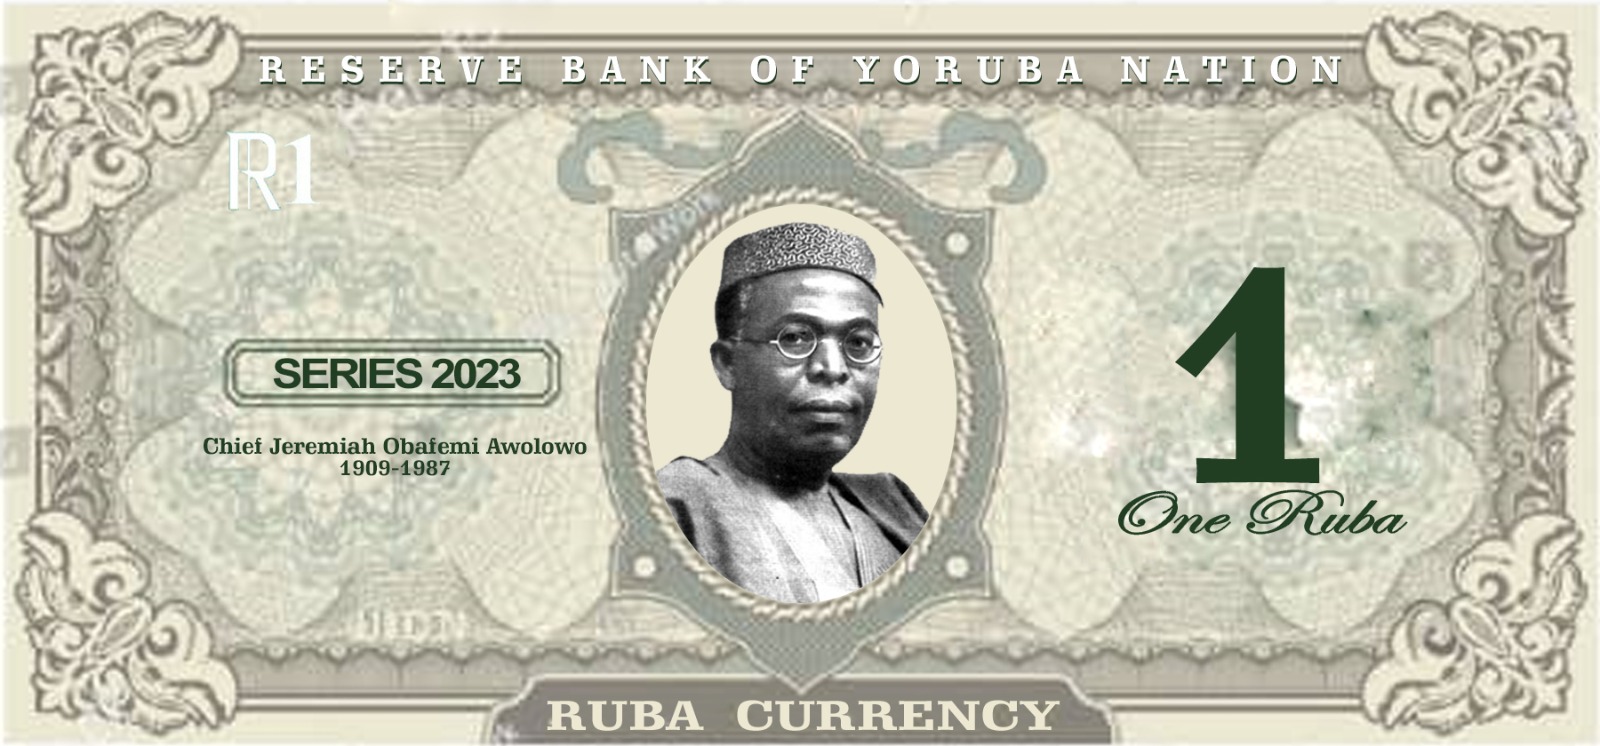 RESERVE BANK OF YORUBA NATION
R1
SERIES 2023
Chief Jeremiah Obafemi Awolowo
1909-1987
1
One Ruba
RUBA CURRENCY